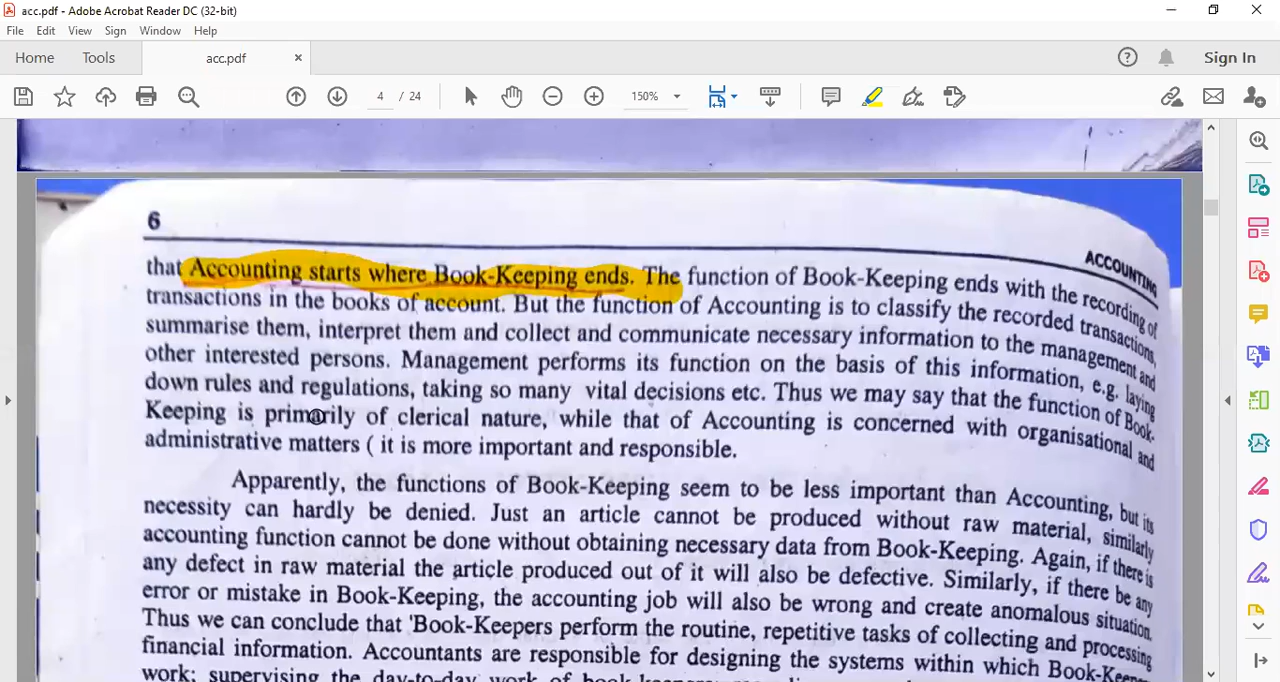 acc.pdf - Adobe Acrobat Reader DC (32-bit)
File Edit View Sign Window Help
Home Tools acc.pdf Sign In
4 / 24 150%
6
ACCOUNTING
that Accounting starts where Book-Keeping ends. The function of Book-Keeping ends with the recording of
transactions in the books of account. But the function of Accounting is to classify the recorded transactions,
summarise them, interpret them and collect and communicate necessary information to the management and
other interested persons. Management performs its function on the basis of this information, e.g. laying
down rules and regulations, taking so many vital decisions etc. Thus we may say that the function of Book-
Keeping is primarily of clerical nature, while that of Accounting is concerned with organisational and
administrative matters ( it is more important and responsible.
Apparently, the functions of Book-Keeping seem to be less important than Accounting, but its
necessity can hardly be denied. Just an article cannot be produced without raw material, similarly
accounting function cannot be done without obtaining necessary data from Book-Keeping. Again, if there is
any defect in raw material the article produced out of it will also be defective. Similarly, if there be any
error or mistake in Book-Keeping, the accounting job will also be wrong and create anomalous situation.
Thus we can conclude that 'Book-Keepers perform the routine, repetitive tasks of collecting and processing
financial information. Accountants are responsible for designing the systems within which Book-Keepers
work; supervising the day-to-day work of book-keepers